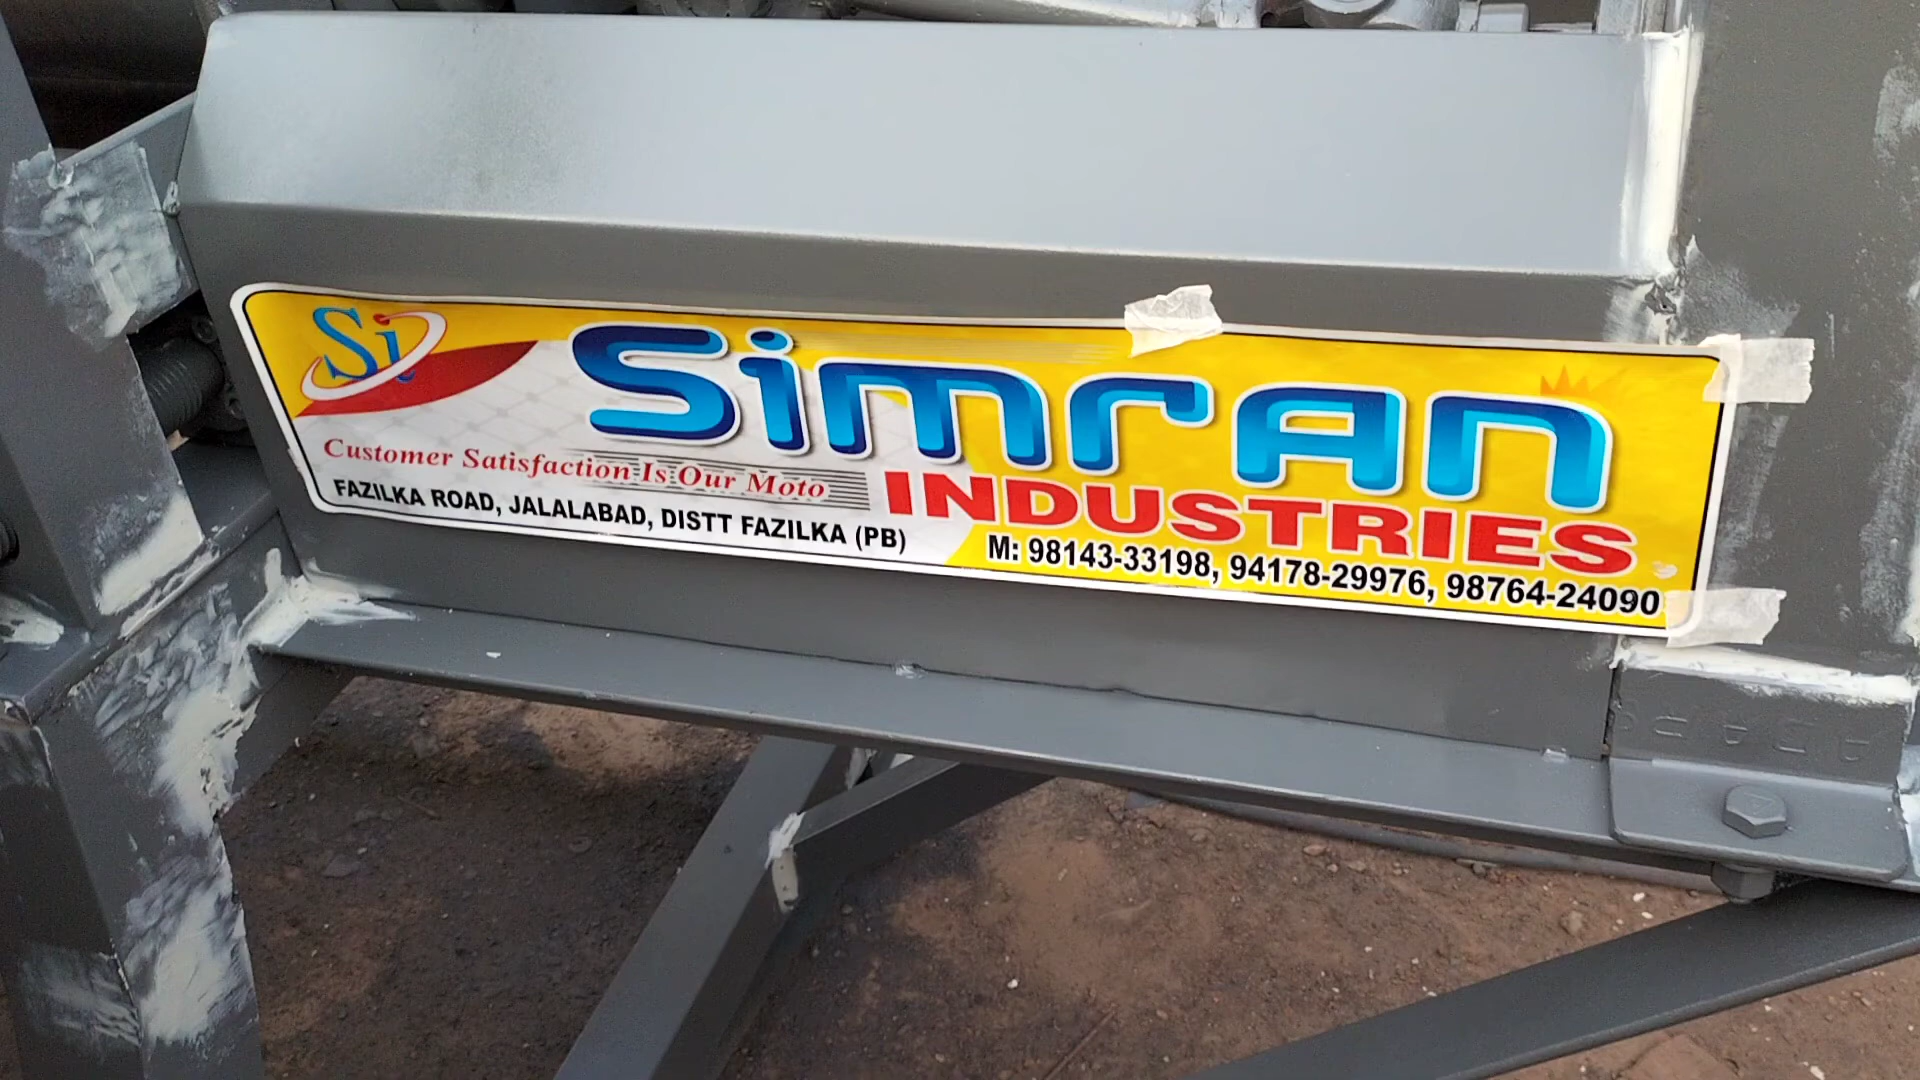 Si
Simran
INDUSTRIES
Customer Satisfaction Is Our Moto
FAZILKA ROAD, JALALABAD, DISTT FAZILKA (PB)
M: 98143-33198, 94178-29976, 98764-24090